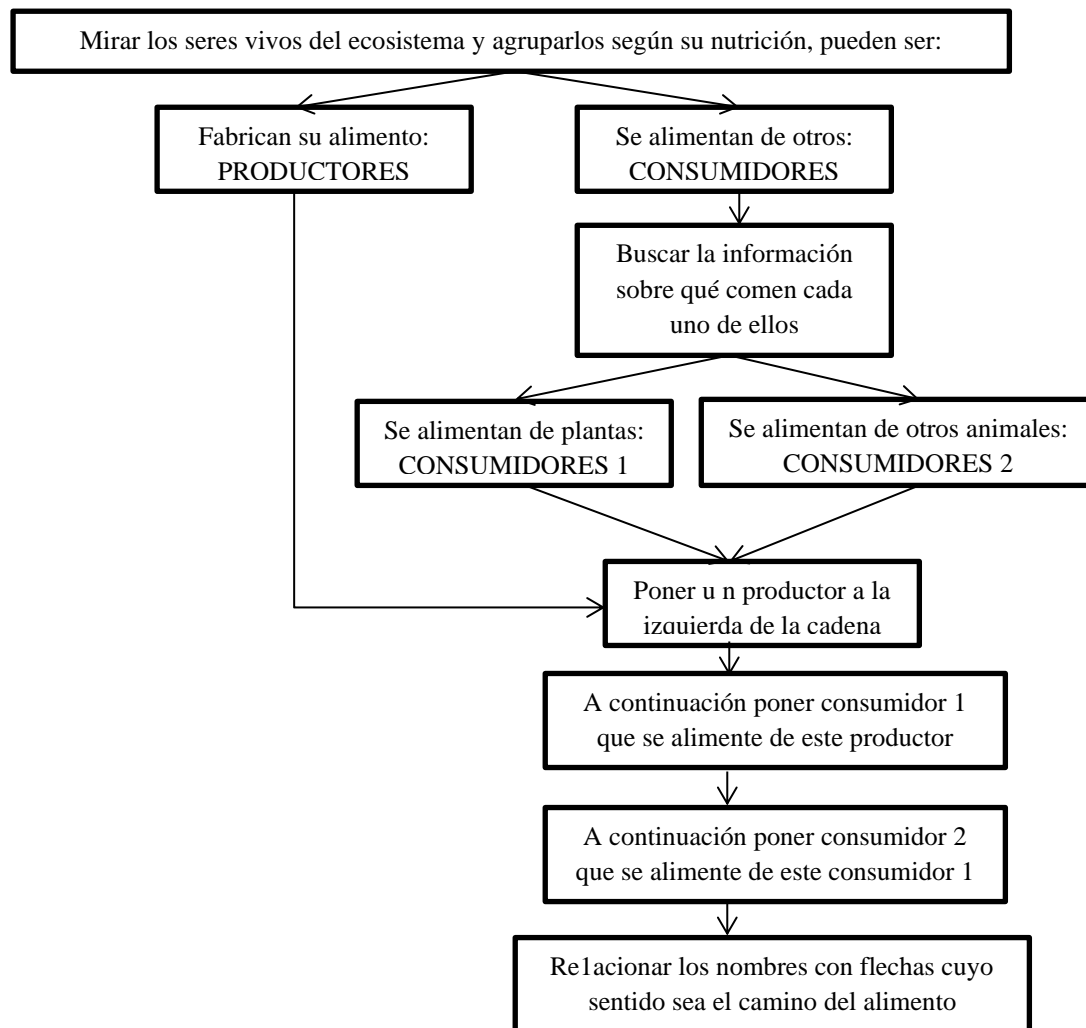 Mirar los seres vivos del ecosistema y agruparlos según su nutrición, pueden ser:
Fabrican su alimento:
PRODUCTORES
Se alimentan de otros:
CONSUMIDORES
Buscar la información
sobre qué comen cada
uno de ellos
Se alimentan de plantas:
CONSUMIDORES 1
Se alimentan de otros animales:
CONSUMIDORES 2
Poner u n productor a la
izquierda de la cadena
A continuación poner consumidor 1
que se alimente de este productor
A continuación poner consumidor 2
que se alimente de este consumidor 1
Re1acionar los nombres con flechas cuyo
sentido sea el camino del alimento